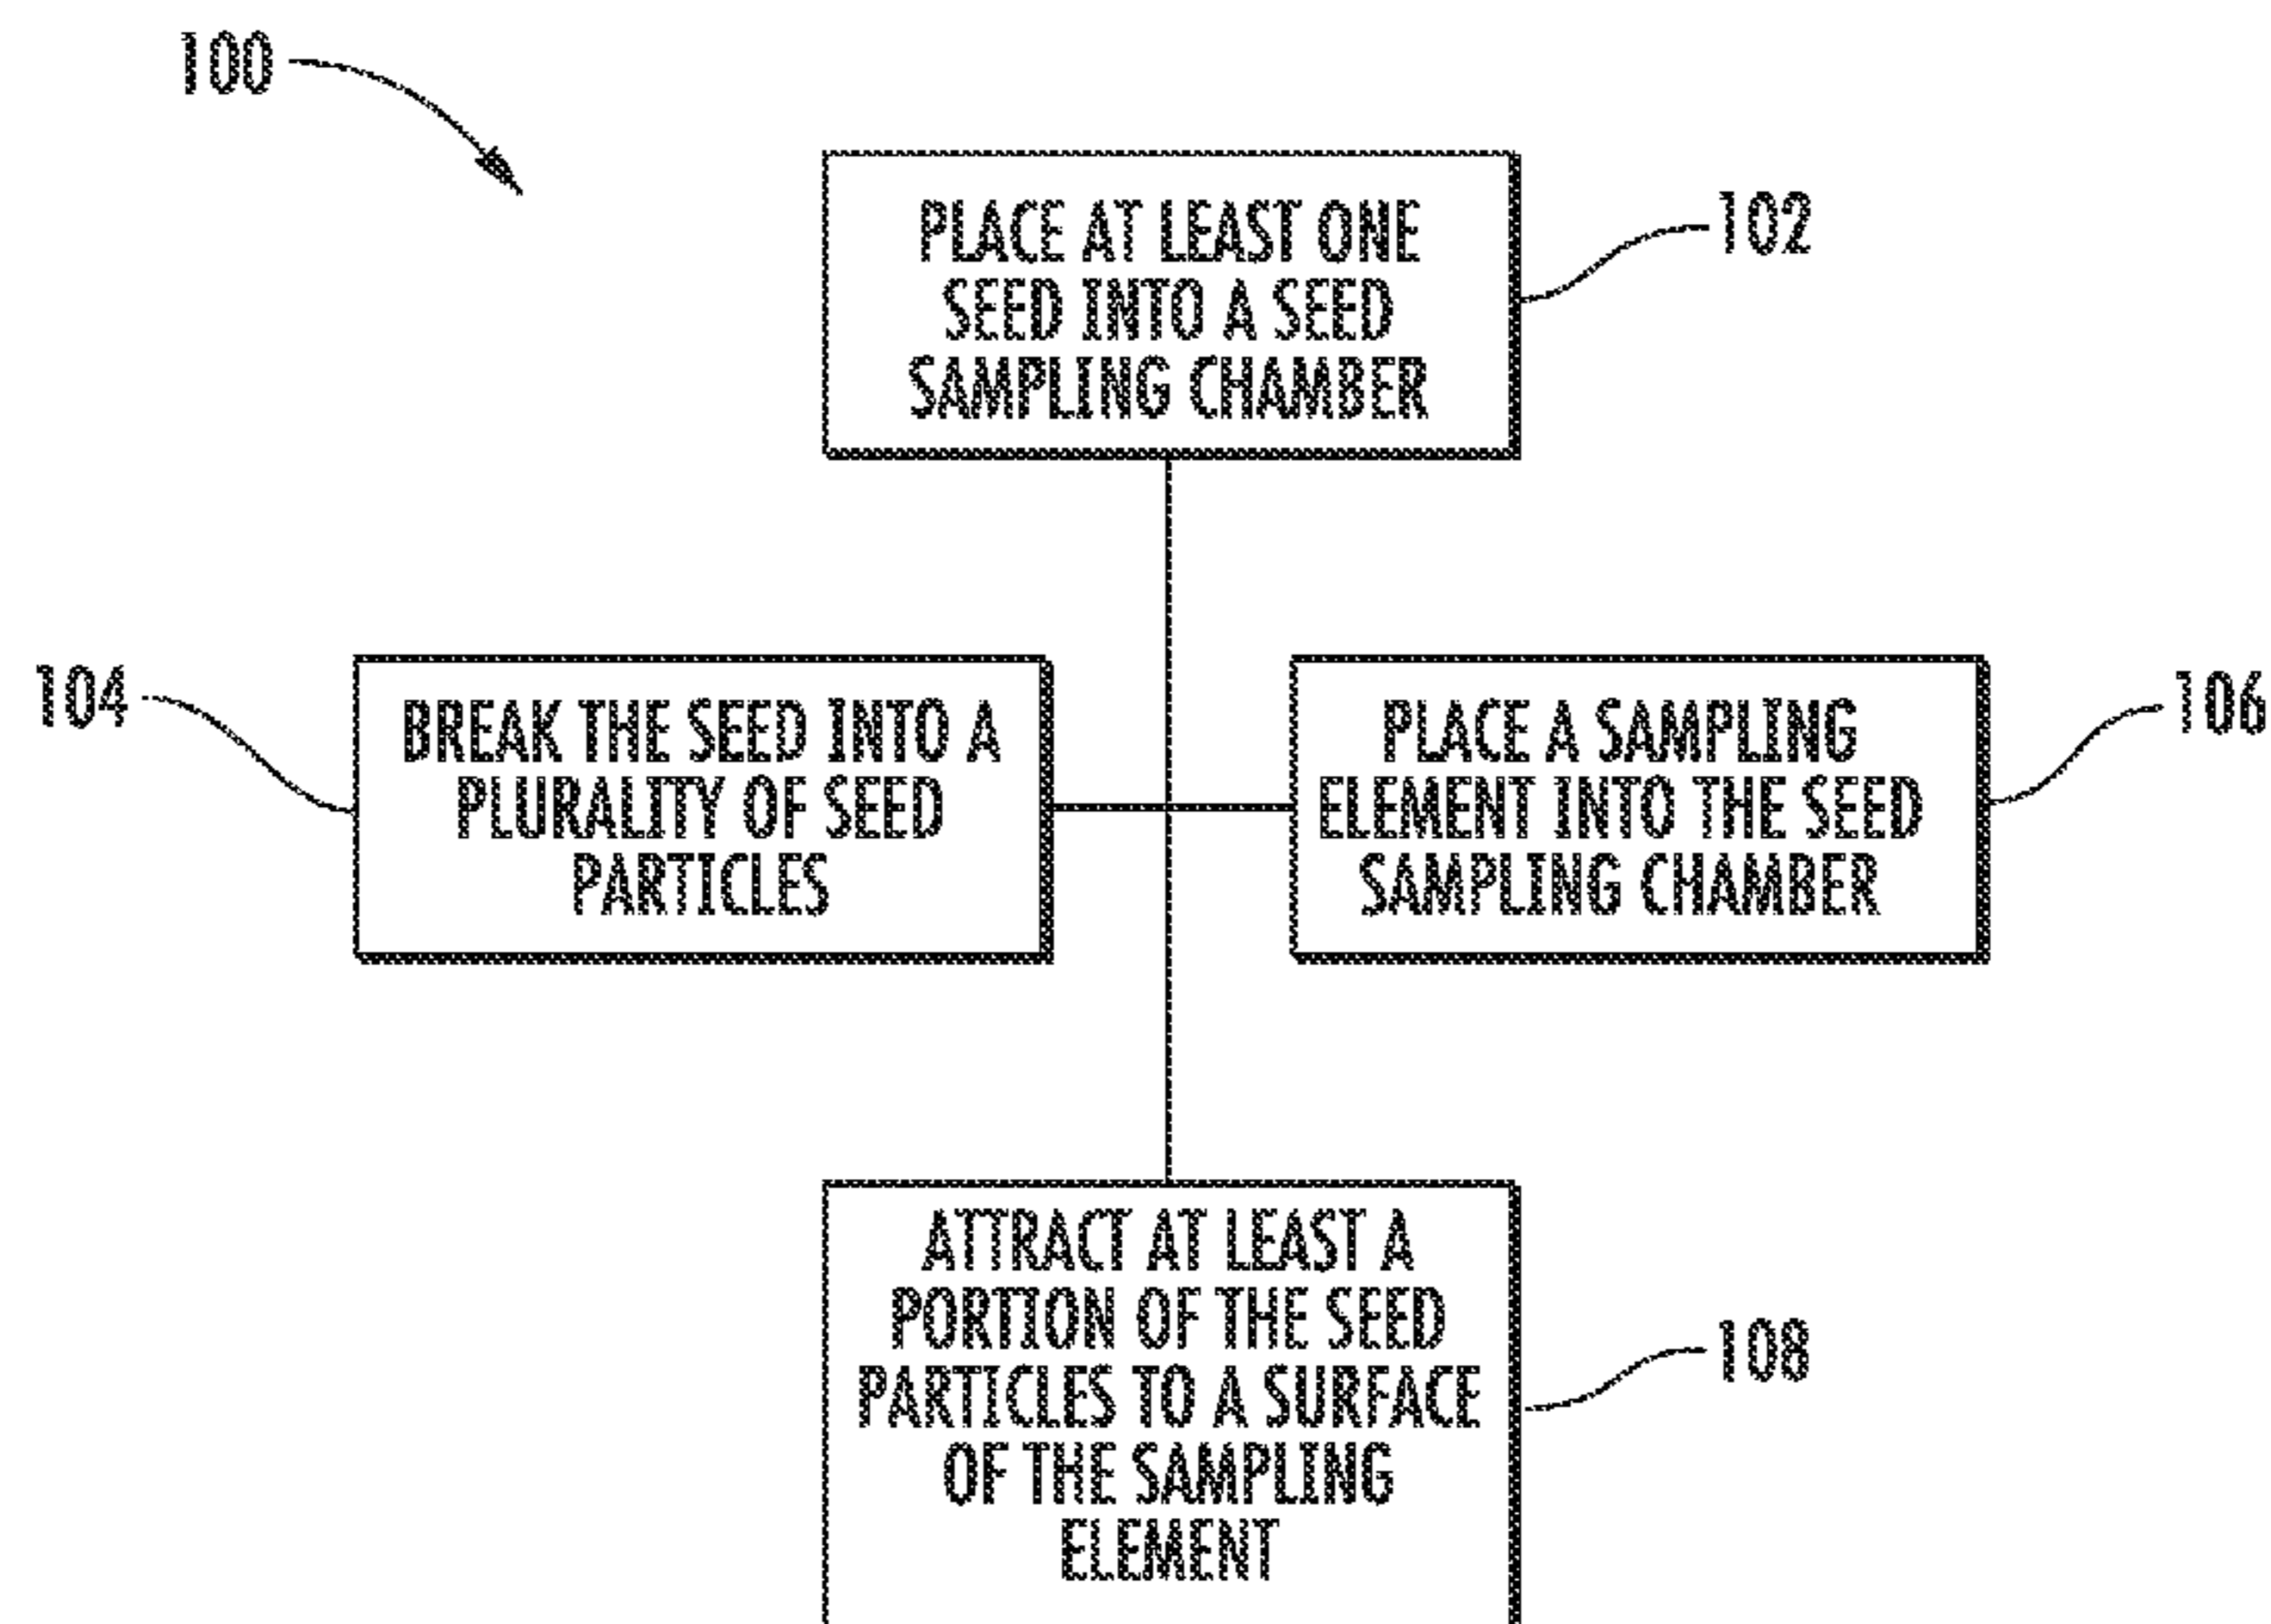 100
PLACE AT LEAST ONE
SEED INTO A SEED
SAMPLING CHAMBER
102
104
BREAK THE SEED INTO A
PLURALITY OF SEED
PARTICLES
PLACE A SAMPLING
ELEMENT INTO THE SEED
SAMPLING CHAMBER
106
ATTRACT AT LEAST A
PORTION OF THE SEED
PARTICLES TO A SURFACE
OF THE SAMPLING
ELEMENT
108